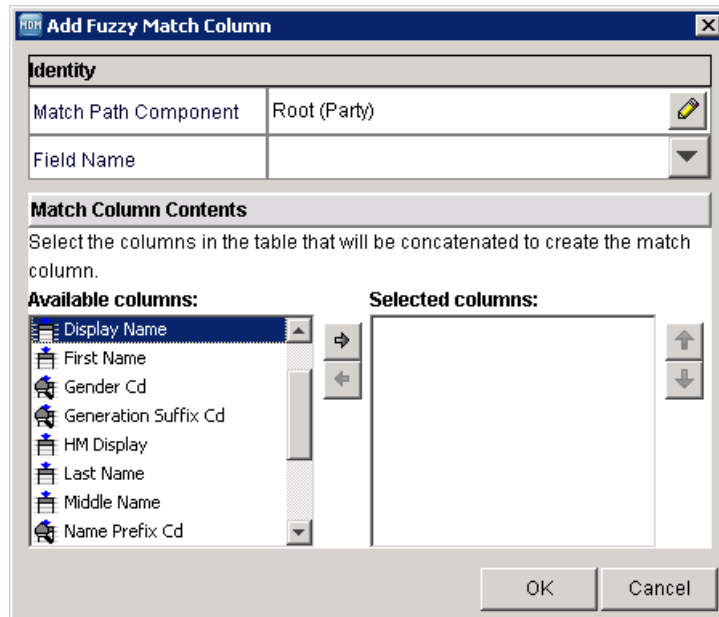 MDM Add Fuzzy Match Column
Identity
Match Path Component Root (Party)
Field Name
Match Column Contents
Select the columns in the table that will be concatenated to create the match
column.
Available columns: Selected columns:
Display Name
First Name
Gender Cd
Generation Suffix Cd
HM Display
Last Name
Middle Name
Name Prefix Cd
OK Cancel